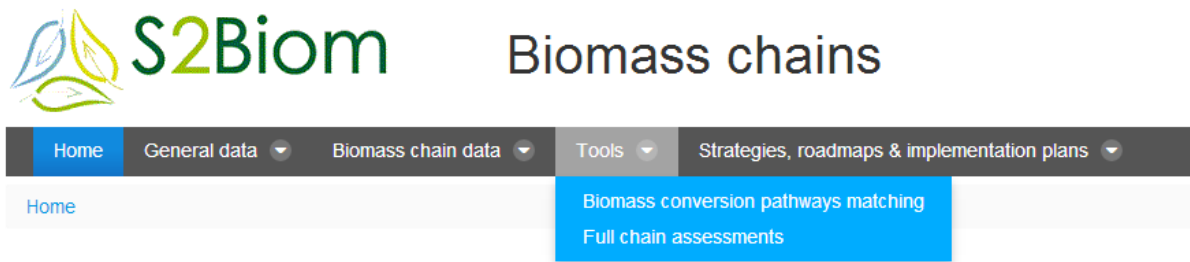 S2Biom Biomass chains
Home General data Biomass chain data Tools Strategies, roadmaps & implementation plans
Home
Biomass conversion pathways matching
Full chain assessments